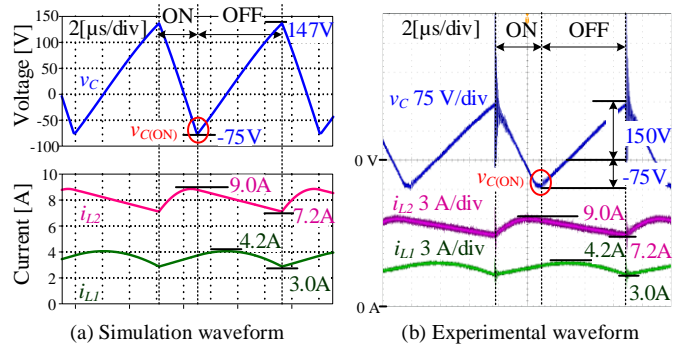 Voltage [V]
150
100
50
0
-50
-100
2[µs/div]
ON
OFF
147V
vC
vC(ON)
-75V
Current [A]
10
8
6
4
2
0
9.0A
iL2
7.2A
4.2A
iL1
3.0A
(a) Simulation waveform
2[µs/div]
ON
OFF
vC 75 V/div
150V
0 V
vC(ON)
-75V
9.0A
iL2 3 A/div
4.2A
7.2A
iL1 3 A/div
3.0A
0 A
(b) Experimental waveform